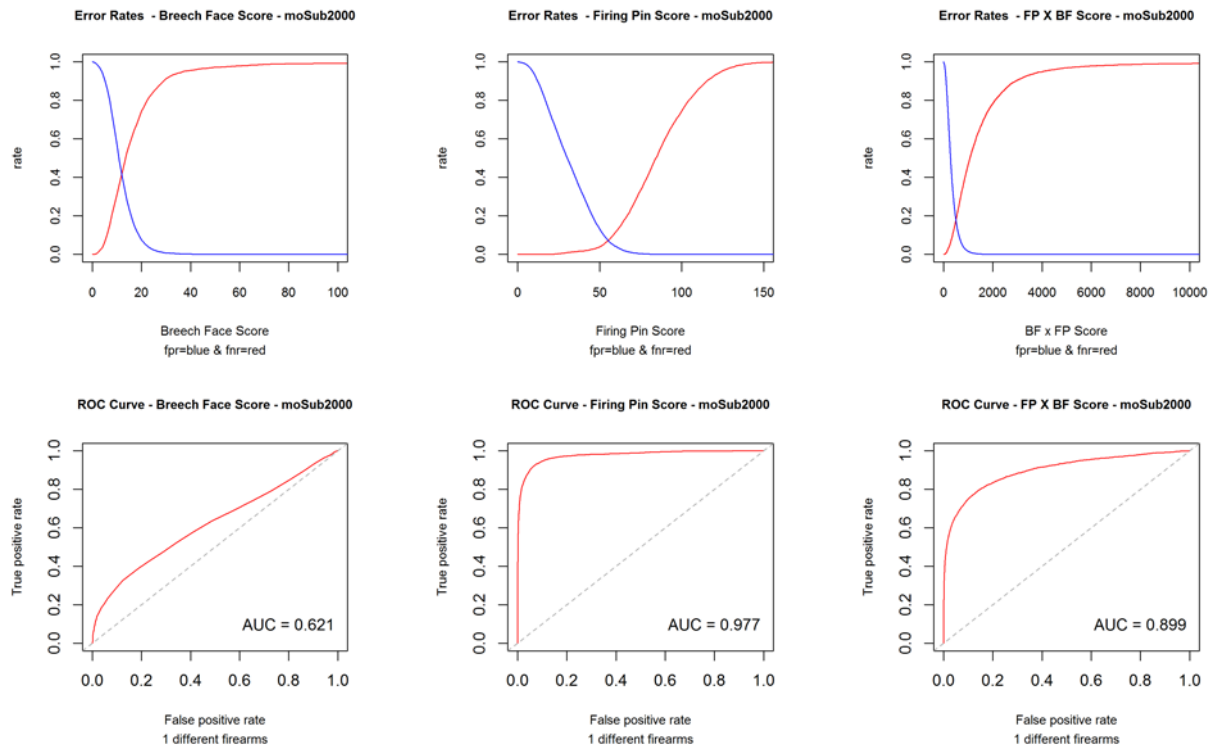 Error Rates - Breech Face Score - moSub2000
rate
0.0 0.2 0.4 0.6 0.8 1.0
0 20 40 60 80 100
Breech Face Score
fpr=blue & fnr=red
Error Rates - Firing Pin Score - moSub2000
rate
0.0 0.2 0.4 0.6 0.8 1.0
0 50 100 150
Firing Pin Score
fpr=blue & fnr=red
Error Rates - FP X BF Score - moSub2000
rate
0.0 0.2 0.4 0.6 0.8 1.0
0 2000 4000 6000 8000 10000
BF x FP Score
fpr=blue & fnr=red
ROC Curve - Breech Face Score - moSub2000
True positive rate
0.0 0.2 0.4 0.6 0.8 1.0
AUC = 0.621
0.0 0.2 0.4 0.6 0.8 1.0
False positive rate
1 different firearms
ROC Curve - Firing Pin Score - moSub2000
True positive rate
0.0 0.2 0.4 0.6 0.8 1.0
AUC = 0.977
0.0 0.2 0.4 0.6 0.8 1.0
False positive rate
1 different firearms
ROC Curve - FP X BF Score - moSub2000
True positive rate
0.0 0.2 0.4 0.6 0.8 1.0
AUC = 0.899
0.0 0.2 0.4 0.6 0.8 1.0
False positive rate
1 different firearms